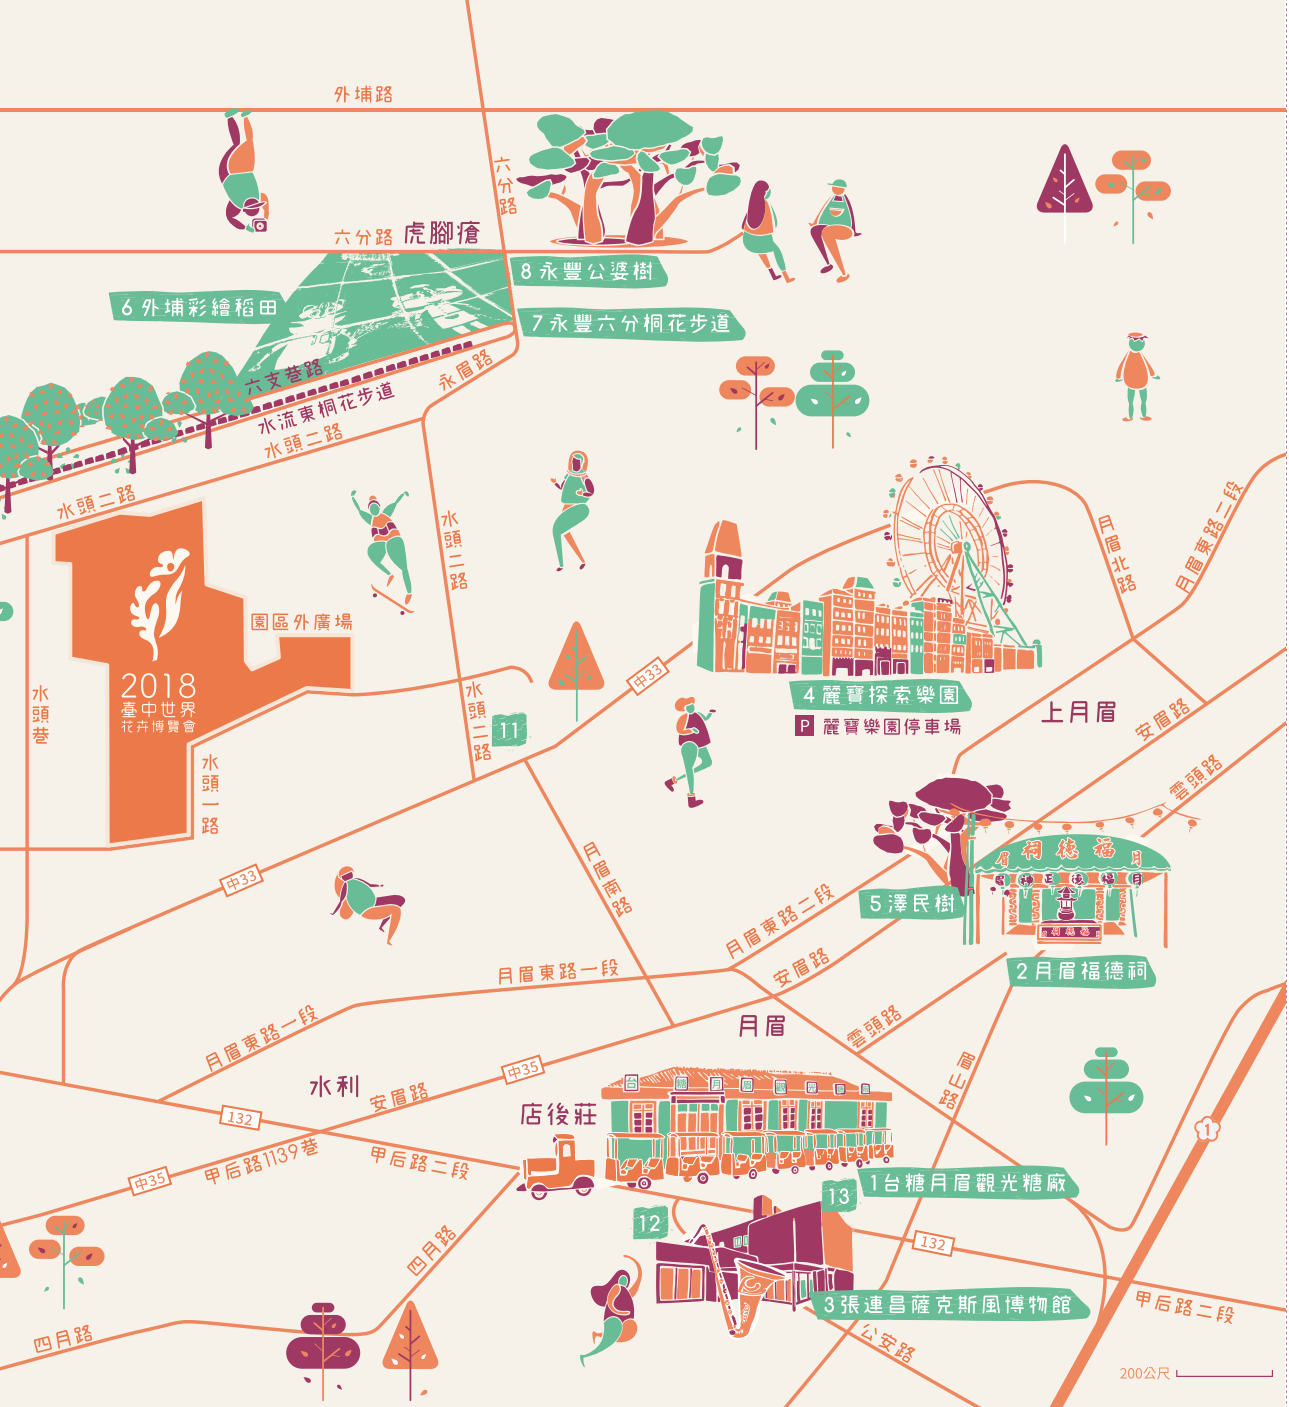 外埔路
六分路
六分路
虎腳瘡
8 永豐公婆樹
6 外埔彩繪稻田
7 永豐六分桐花步道
六支巷路
水流東桐花步道
永眉路
水頭二路
水頭二路
水頭二路
園區外廣場
2018
臺中世界
花卉博覽會
水頭巷
水頭一路
水頭二路
11
中33
中33
月眉北路
月眉東路二段
4 麗寶探索樂園
P 麗寶樂園停車場
上月眉
安眉路
雲頭路
月眉南路
月眉福德祠
5 澤民樹
福德祠
2 月眉福德祠
月眉東路二段
安眉路
月眉東路一段
月眉東路一段
月眉
雲頭路
眉山路
水利
安眉路
中35
132
店後莊
台糖月眉觀光
甲后路1139巷
甲后路二段
中35
1 台糖月眉觀光糖廠
13
12
132
1
四月路
四月路
3 張連昌薩克斯風博物館
甲后路二段
公安路
200公尺